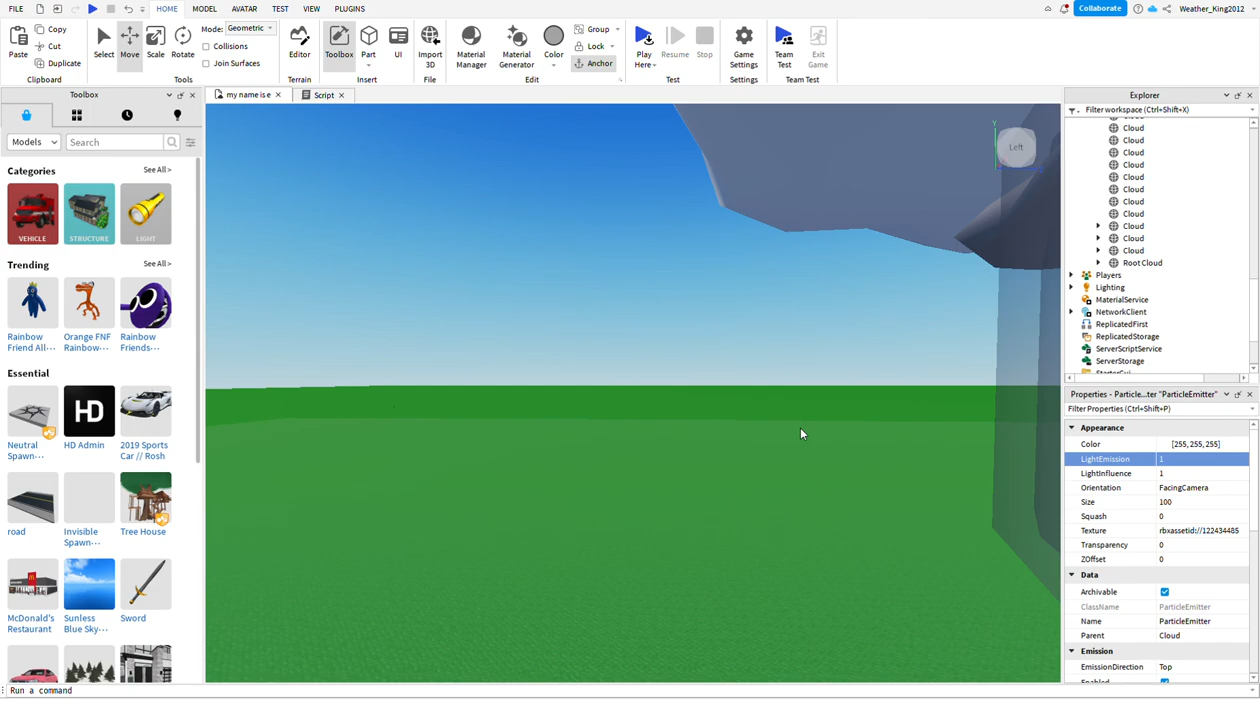 FILE HOME MODEL AVATAR TEST VIEW PLUGINS Collaborate Weather_King2012
Paste Copy Cut Duplicate Clipboard
Select Move Scale Rotate Mode: Geometric Collisions Join Surfaces Tools
Editor Terrain
Toolbox Part UI Insert
Import 3D File
Material Manager Material Generator Color Group Lock Anchor Edit
Play Here Resume Stop Test
Game Settings Settings
Team Test Exit Game Team Test
Toolbox
Models Search
Categories See All >
VEHICLE STRUCTURE LIGHT
Trending See All >
Rainbow Friend All··· Orange FNF Rainbow··· Rainbow Friends···
Essential
Neutral Spawn··· HD HD Admin 2019 Sports Car // Rosh
road Invisible Spawn··· Tree House
McDonald's Restaurant Sunless Blue Sky··· Sword
my name is e Script
Left
Y
Explorer
Filter workspace (Ctrl+Shift+X)
Cloud
Cloud
Cloud
Cloud
Cloud
Cloud
Cloud
Cloud
Cloud
Cloud
Cloud
Cloud
Root Cloud
Players
Lighting
MaterialService
NetworkClient
ReplicatedFirst
ReplicatedStorage
ServerScriptService
ServerStorage
StarterGui
Properties - Particle...ter "ParticleEmitter"
Filter Properties (Ctrl+Shift+P)
Appearance
Color [255, 255, 255]
LightEmission 1
LightInfluence 1
Orientation FacingCamera
Size 100
Squash 0
Texture rbxassetid://122434485
Transparency 0
ZOffset 0
Data
Archivable
ClassName ParticleEmitter
Name ParticleEmitter
Parent Cloud
Emission
EmissionDirection Top
Enabled
Run a command